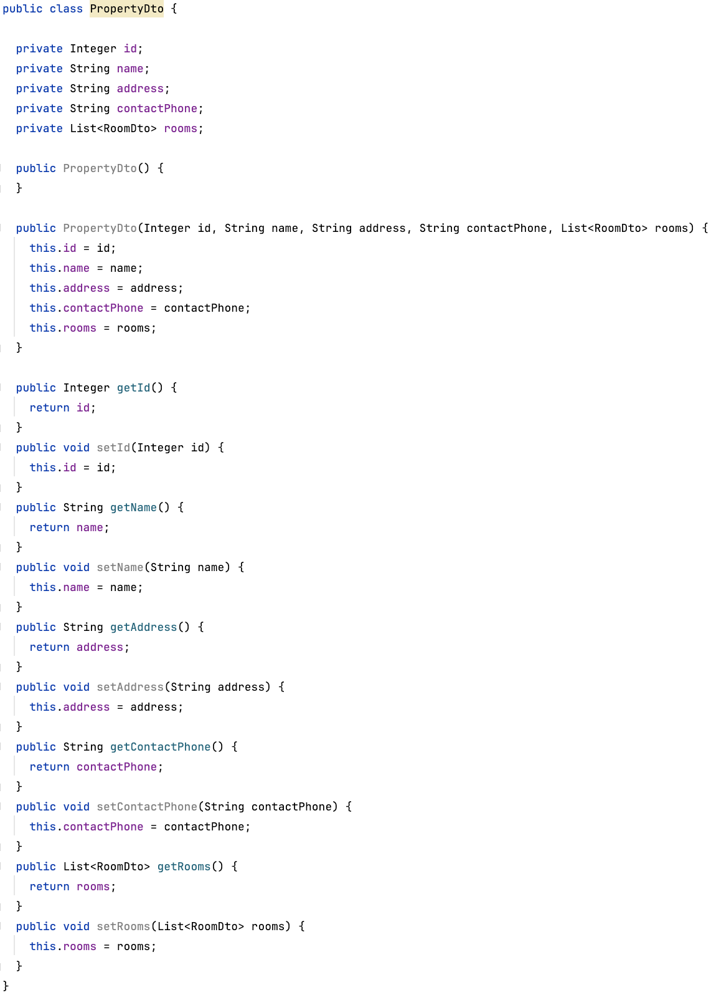 public class PropertyDto {
private Integer id;
private String name;
private String address;
private String contactPhone;
private List<RoomDto> rooms;
public PropertyDto() {
}
public PropertyDto(Integer id, String name, String address, String contactPhone, List<RoomDto> rooms) {
this.id = id;
this.name = name;
this.address = address;
this.contactPhone = contactPhone;
this.rooms = rooms;
}
public Integer getId() {
return id;
}
public void setId(Integer id) {
this.id = id;
}
public String getName() {
return name;
}
public void setName(String name) {
this.name = name;
}
public String getAddress() {
return address;
}
public void setAddress(String address) {
this.address = address;
}
public String getContactPhone() {
return contactPhone;
}
public void setContactPhone(String contactPhone) {
this.contactPhone = contactPhone;
}
public List<RoomDto> getRooms() {
return rooms;
}
public void setRooms(List<RoomDto> rooms) {
this.rooms = rooms;
}
}